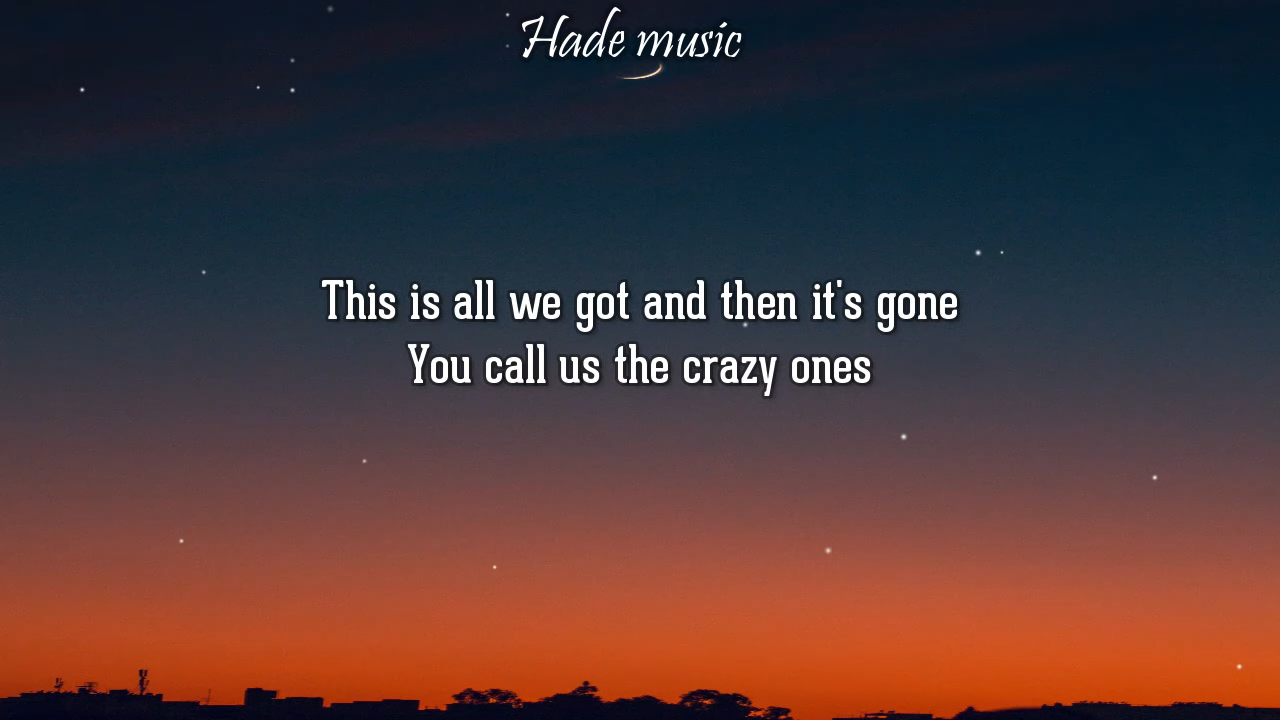 Hade music
This is all we got and then it's gone
You call us the crazy ones